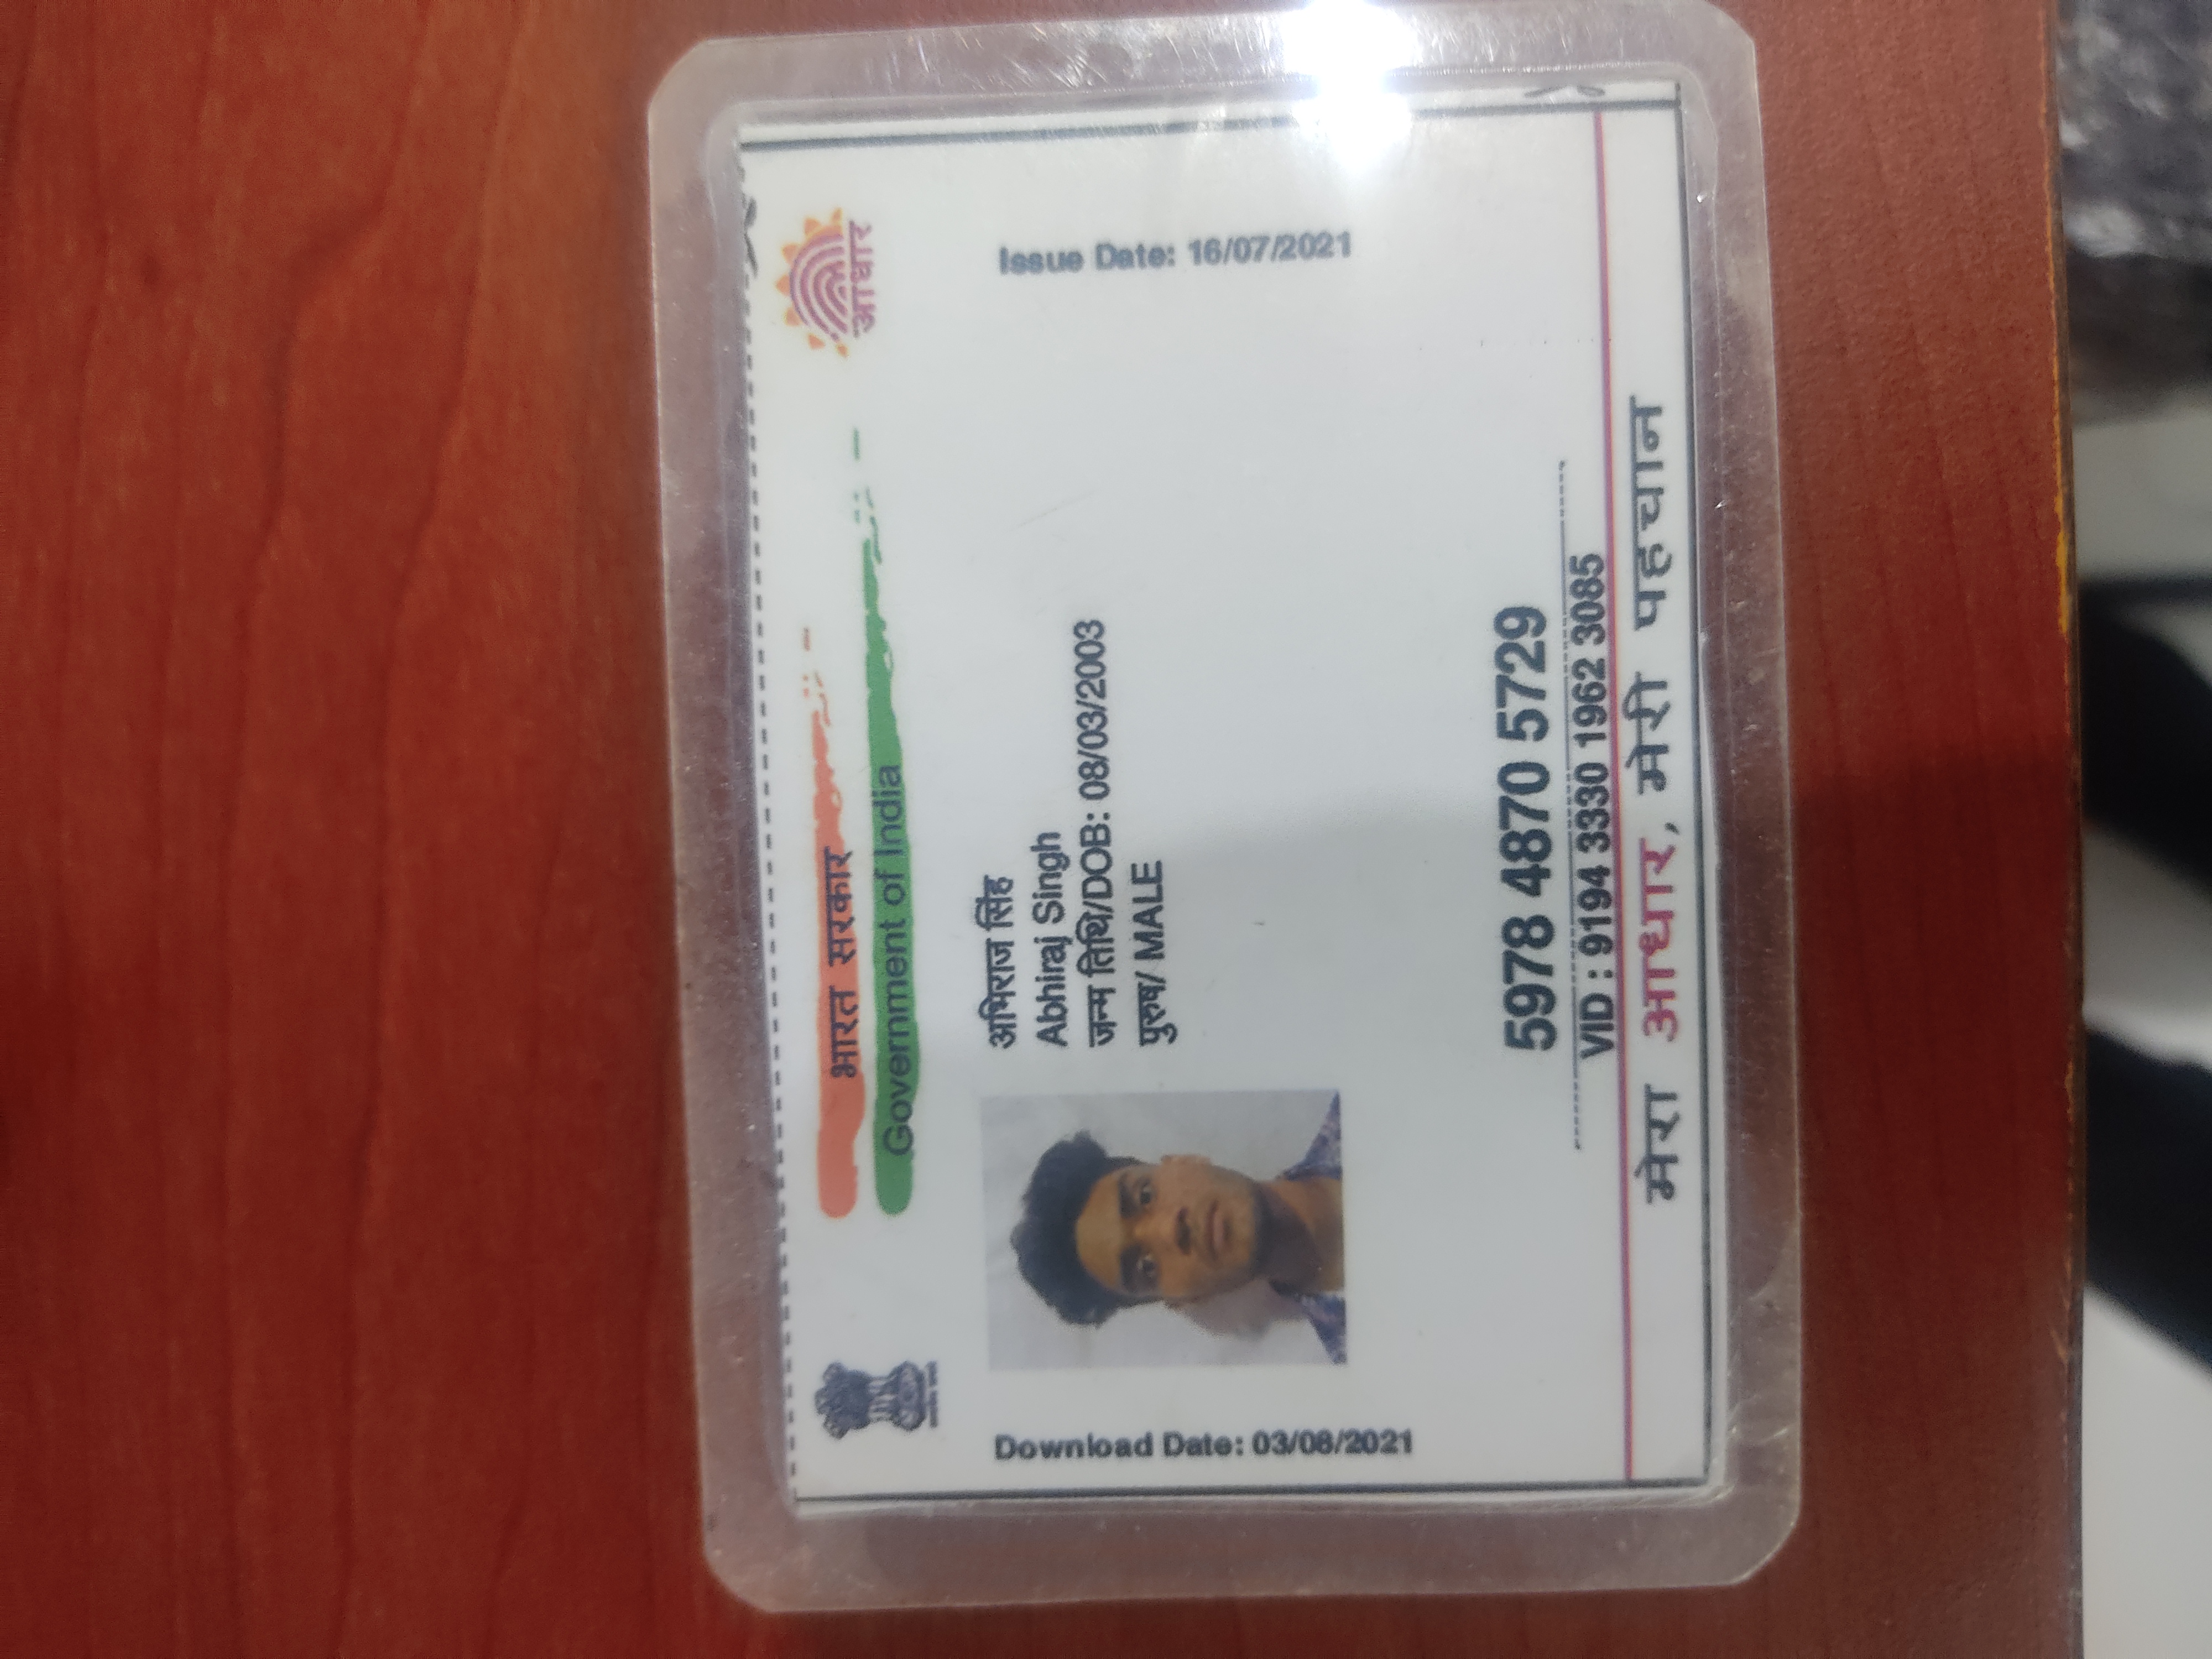 भारत सरकार
Government of India
आधार
अभिराज सिंह
Abhiraj Singh
जन्म तिथि/DOB: 08/03/2003
पुरुष/ MALE
Download Date: 03/08/2021
Issue Date: 16/07/2021
5978 4870 5729
VID : 9194 3330 1962 3085
मेरा आधार, मेरी पहचान